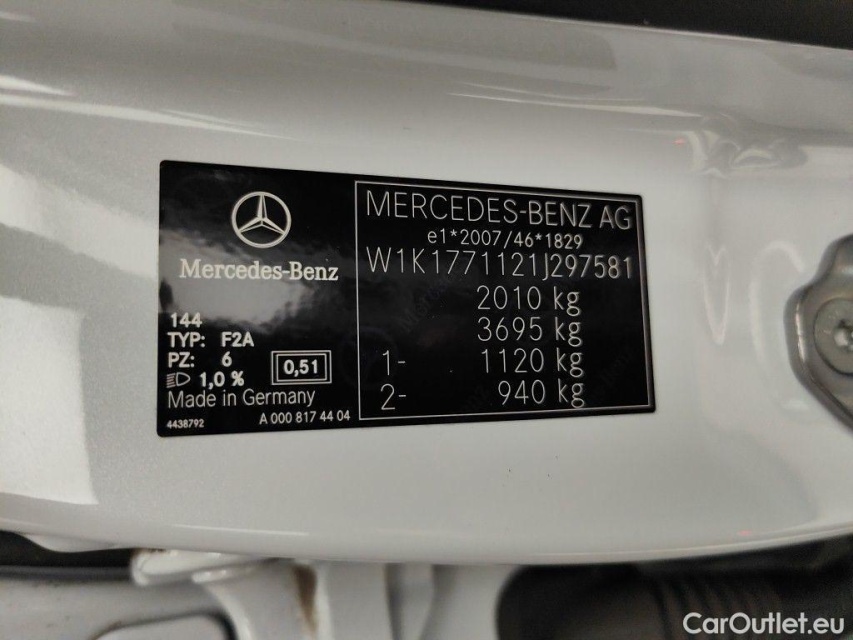 Mercedes-Benz
144
TYP: F2A
PZ: 6
1,0 %
0,51
Made in Germany
4438792 A 000 817 44 04
MERCEDES-BENZ AG
e1*2007/46*1829
W1K1771121J297581
2010 kg
3695 kg
1- 1120 kg
2- 940 kg
CarOutlet.eu